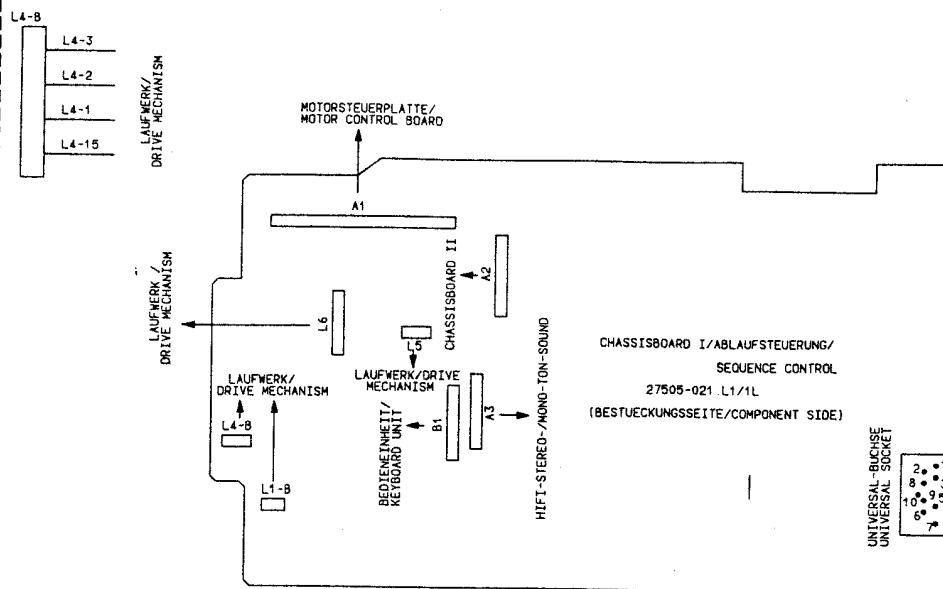 L4-B
L4-3
L4-2
L4-1
L4-15
LAUFWERK/
DRIVE MECHANISM
MOTORSTEUERPLATTE/
MOTOR CONTROL BOARD
A1
CHASSISBOARD II
A2
LAUFWERK /
DRIVE MECHANISM
L6
L5
LAUFWERK/DRIVE
MECHANISM
LAUFWERK/
DRIVE MECHANISM
L4-B
L1-B
BEDIENEINHEIT/
KEYBOARD UNIT
B1
A3
HIFI-STEREO-/MONO-TON-SOUND
CHASSISBOARD I/ABLAUFSTEUERUNG/
SEQUENCE CONTROL
27505-021.L1/1L
(BESTUECKUNGSSEITE/COMPONENT SIDE)
UNIVERSAL-BUCHSE
UNIVERSAL SOCKET
2
8
9
10
6
7